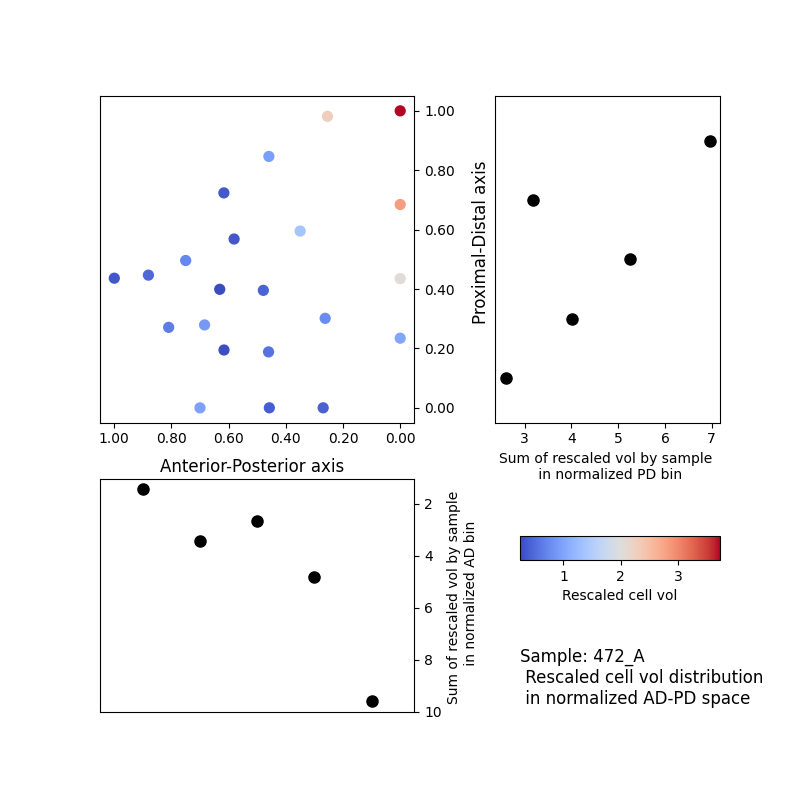 1.00
0.80
0.60
0.40
0.20
0.00
1.00 0.80 0.60 0.40 0.20 0.00
Anterior-Posterior axis
Proximal-Distal axis
3 4 5 6 7
Sum of rescaled vol by sample
in normalized PD bin
2
4
6
8
10
Sum of rescaled vol by sample
in normalized AD bin
1 2 3
Rescaled cell vol
Sample: 472_A
Rescaled cell vol distribution
in normalized AD-PD space